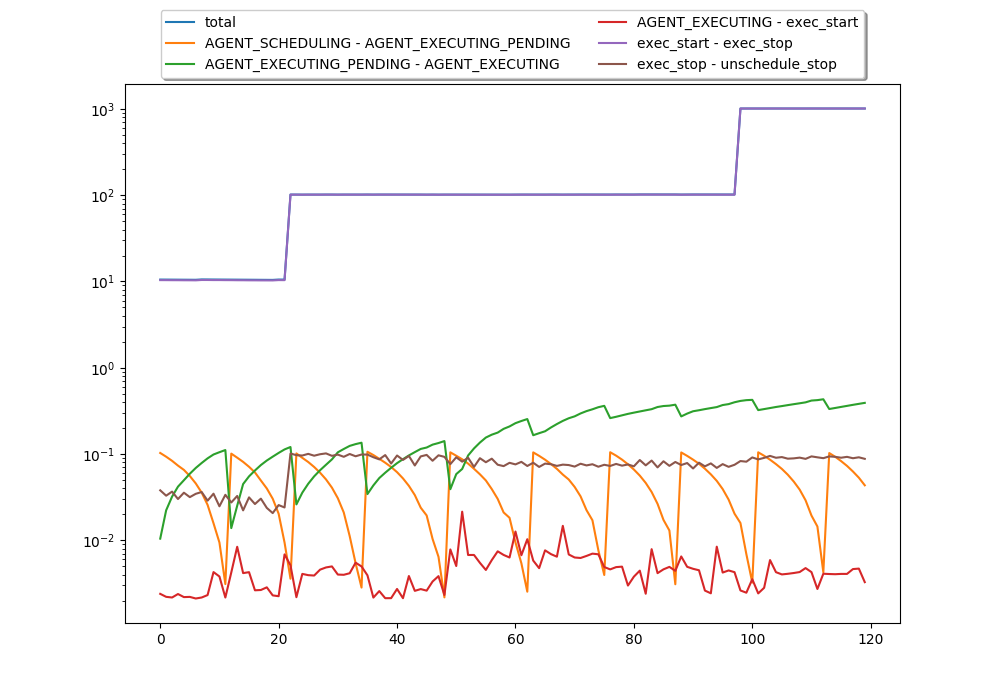 total
AGENT_SCHEDULING - AGENT_EXECUTING_PENDING
AGENT_EXECUTING_PENDING - AGENT_EXECUTING
AGENT_EXECUTING - exec_start
exec_start - exec_stop
exec_stop - unschedule_stop
10³
10²
10¹
10⁰
10⁻¹
10⁻²
0 20 40 60 80 100 120